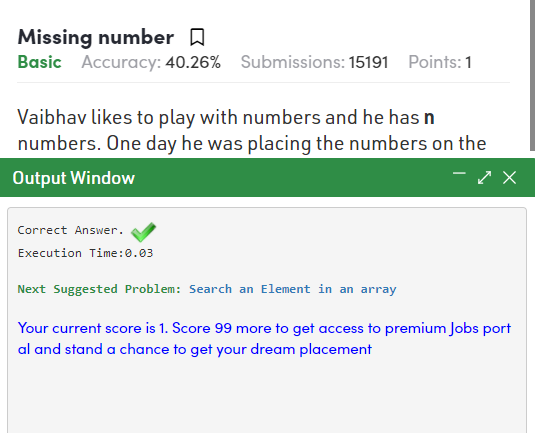 Missing number
Basic Accuracy: 40.26% Submissions: 15191 Points: 1
Vaibhav likes to play with numbers and he has n
numbers. One day he was placing the numbers on the
Output Window
Correct Answer.
Execution Time:0.03
Next Suggested Problem: Search an Element in an array
Your current score is 1. Score 99 more to get access to premium Jobs port
al and stand a chance to get your dream placement